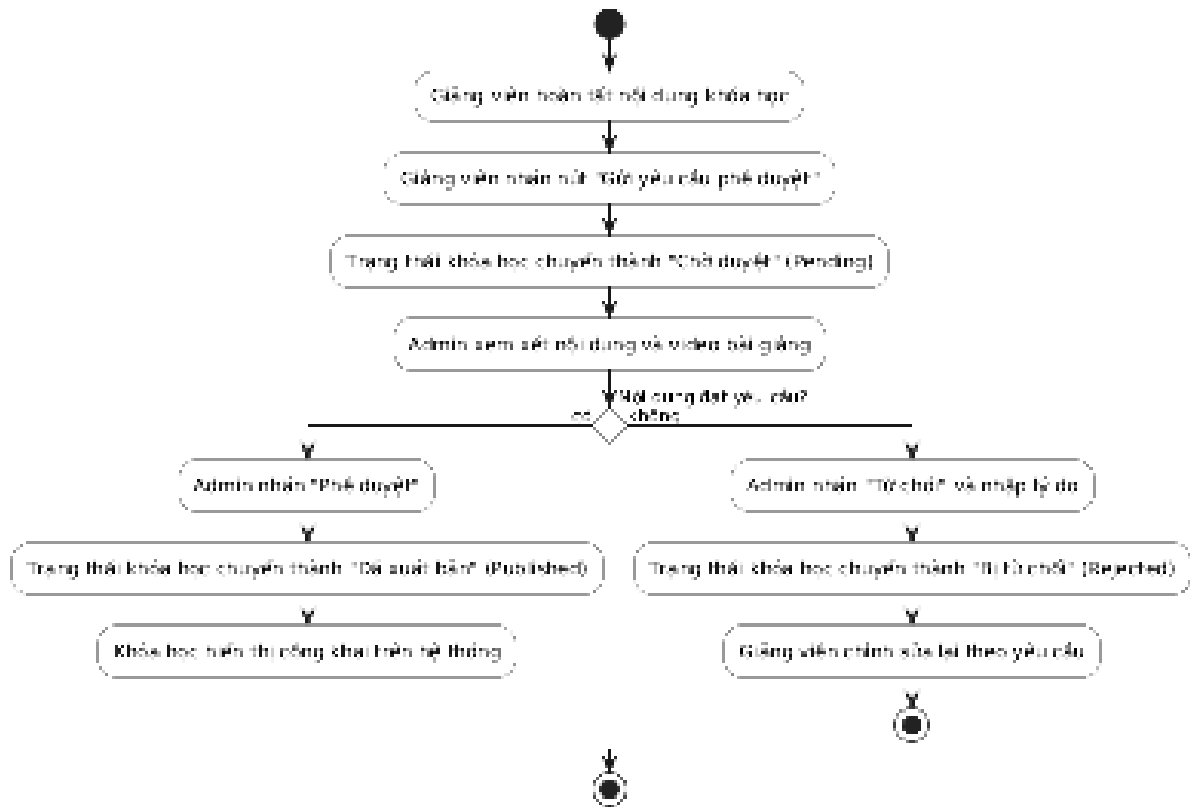 Giảng viên hoàn tất nội dung khóa học
Giảng viên nhấn nút "Gửi yêu cầu phê duyệt"
Trạng thái khóa học chuyển thành "Chờ duyệt" (Pending)
Admin xem xét nội dung và video bài giảng
Nội dung đạt yêu cầu?
có
không
Admin nhấn "Phê duyệt"
Admin nhấn "Từ chối" và nhập lý do
Trạng thái khóa học chuyển thành "Đã xuất bản" (Published)
Trạng thái khóa học chuyển thành "Bị từ chối" (Rejected)
Khóa học hiển thị công khai trên hệ thống
Giảng viên chỉnh sửa lại theo yêu cầu